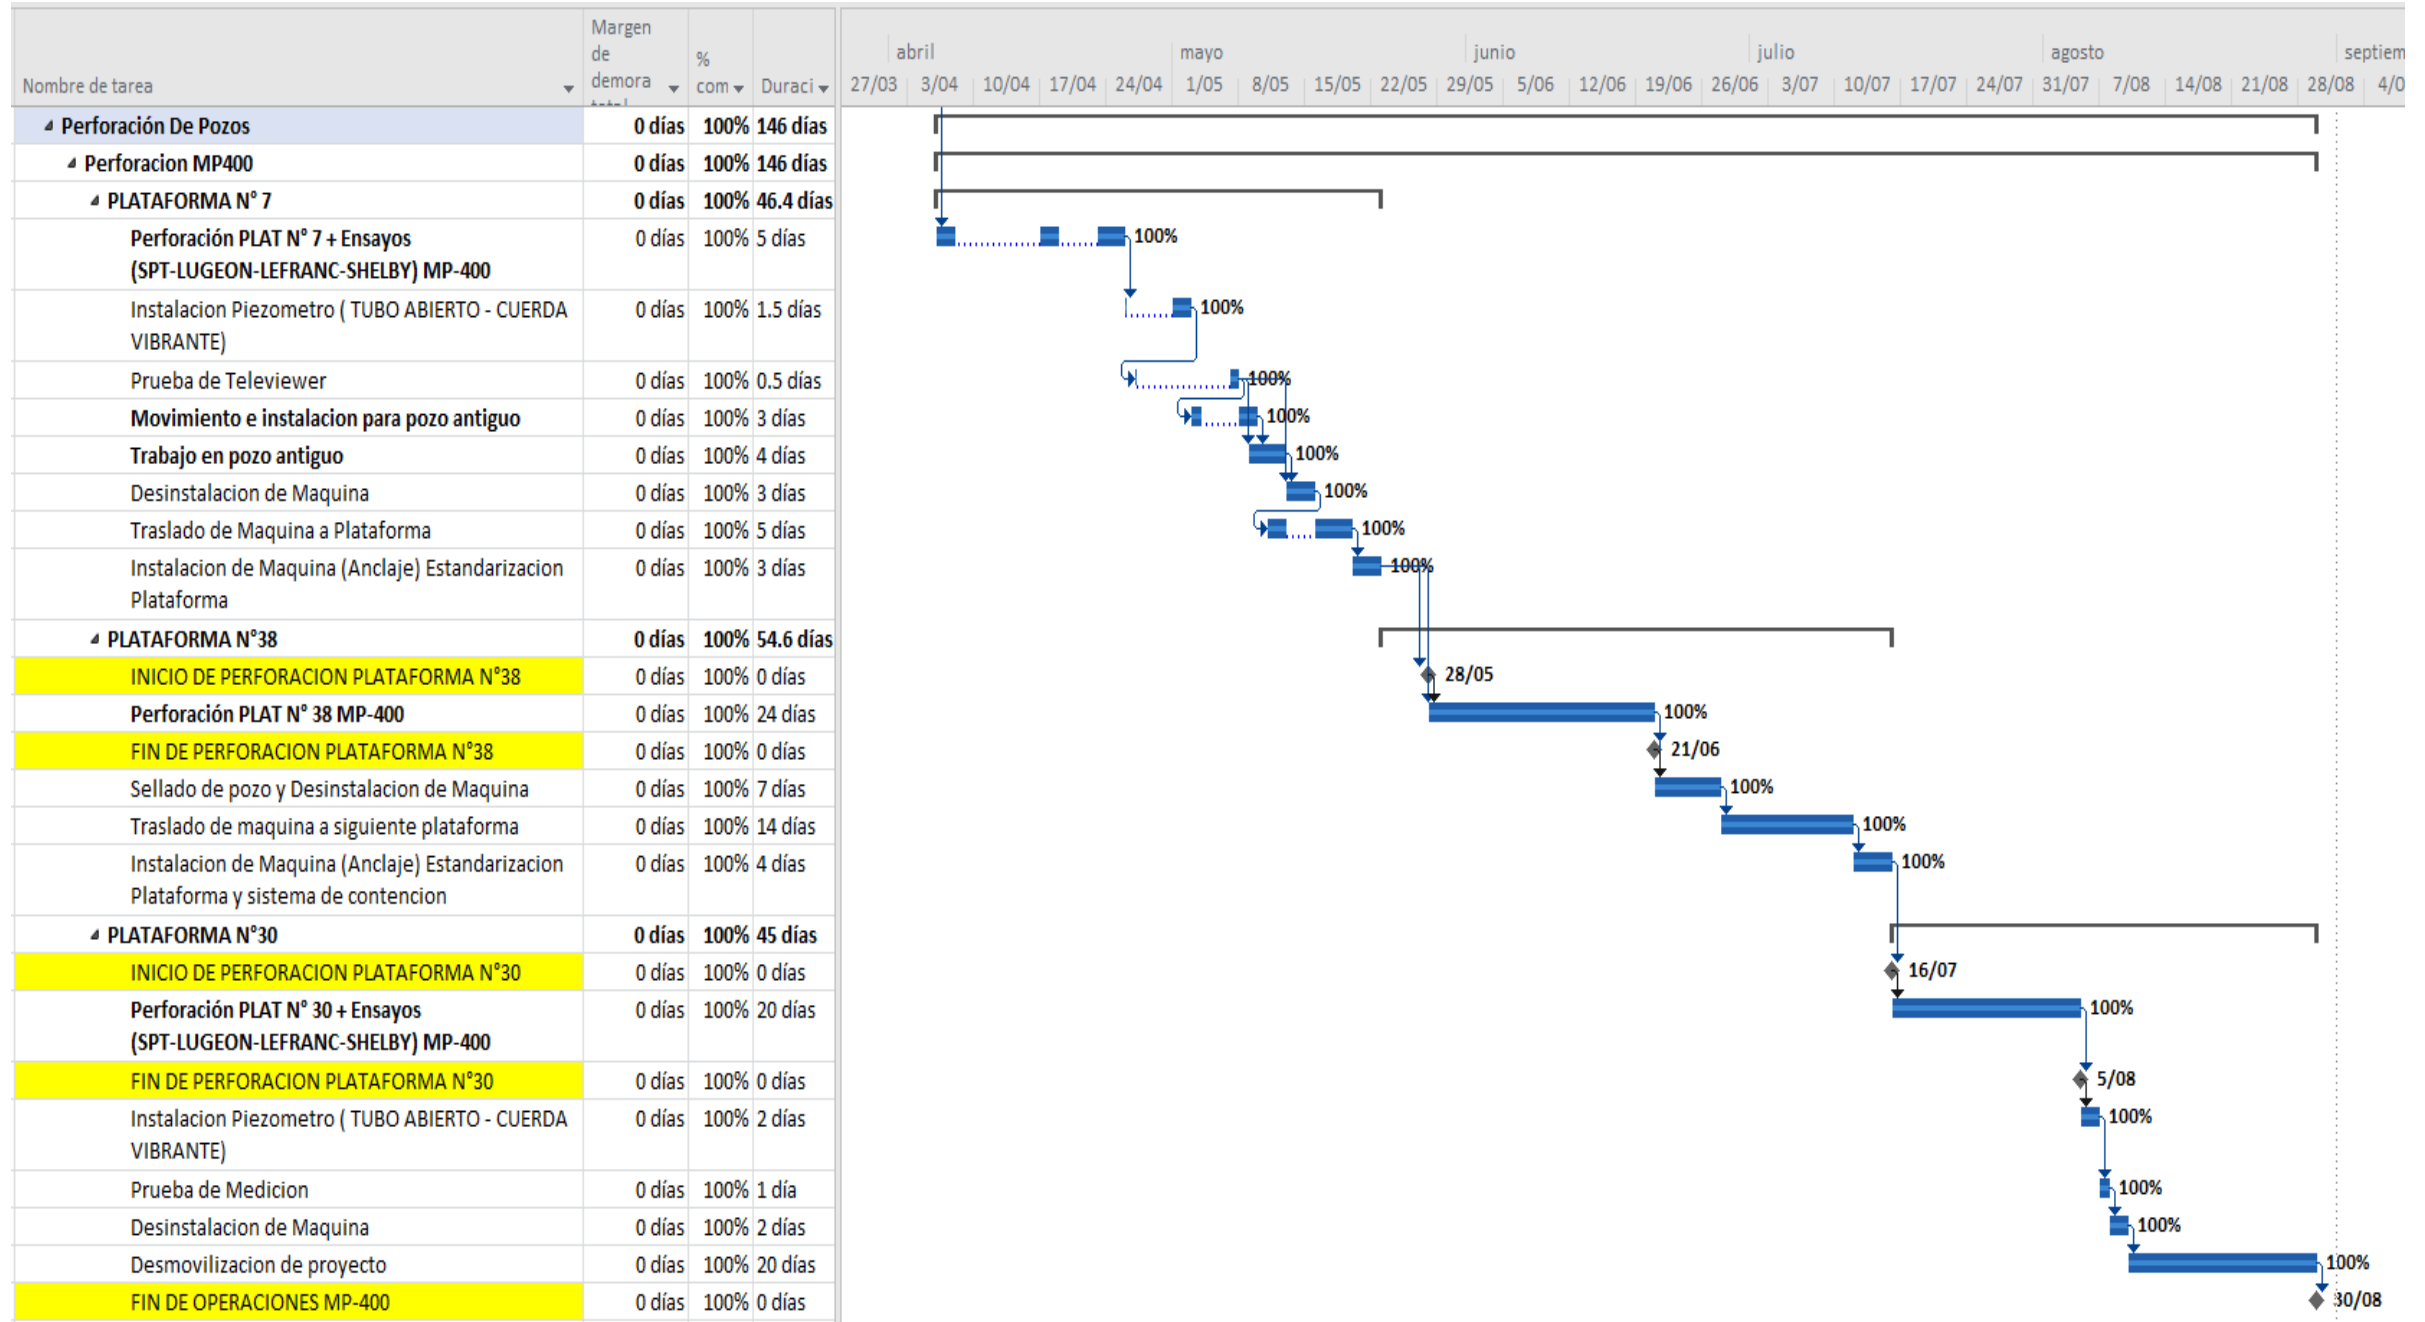 Nombre de tarea
Margen
de
demora
total
%
com
Duraci
abril mayo junio julio agosto septiem
27/03 3/04 10/04 17/04 24/04 1/05 8/05 15/05 22/05 29/05 5/06 12/06 19/06 26/06 3/07 10/07 17/07 24/07 31/07 7/08 14/08 21/08 28/08 4/0
Perforación De Pozos 0 días 100% 146 días
Perforacion MP400 0 días 100% 146 días
PLATAFORMA N° 7 0 días 100% 46.4 días
Perforación PLAT N° 7 + Ensayos 0 días 100% 5 días 100%
(SPT-LUGEON-LEFRANC-SHELBY) MP-400
Instalacion Piezometro ( TUBO ABIERTO - CUERDA 0 días 100% 1.5 días 100%
VIBRANTE)
Prueba de Televiewer 0 días 100% 0.5 días 100%
Movimiento e instalacion para pozo antiguo 0 días 100% 3 días 100%
Trabajo en pozo antiguo 0 días 100% 4 días 100%
Desinstalacion de Maquina 0 días 100% 3 días 100%
Traslado de Maquina a Plataforma 0 días 100% 5 días 100%
Instalacion de Maquina (Anclaje) Estandarizacion 0 días 100% 3 días 100%
Plataforma
PLATAFORMA N°38 0 días 100% 54.6 días
INICIO DE PERFORACION PLATAFORMA N°38 0 días 100% 0 días 28/05
Perforación PLAT N° 38 MP-400 0 días 100% 24 días 100%
FIN DE PERFORACION PLATAFORMA N°38 0 días 100% 0 días 21/06
Sellado de pozo y Desinstalacion de Maquina 0 días 100% 7 días 100%
Traslado de maquina a siguiente plataforma 0 días 100% 14 días 100%
Instalacion de Maquina (Anclaje) Estandarizacion 0 días 100% 4 días 100%
Plataforma y sistema de contencion
PLATAFORMA N°30 0 días 100% 45 días
INICIO DE PERFORACION PLATAFORMA N°30 0 días 100% 0 días 16/07
Perforación PLAT N° 30 + Ensayos 0 días 100% 20 días 100%
(SPT-LUGEON-LEFRANC-SHELBY) MP-400
FIN DE PERFORACION PLATAFORMA N°30 0 días 100% 0 días 5/08
Instalacion Piezometro ( TUBO ABIERTO - CUERDA 0 días 100% 2 días 100%
VIBRANTE)
Prueba de Medicion 0 días 100% 1 día 100%
Desinstalacion de Maquina 0 días 100% 2 días 100%
Desmovilizacion de proyecto 0 días 100% 20 días 100%
FIN DE OPERACIONES MP-400 0 días 100% 0 días 30/08